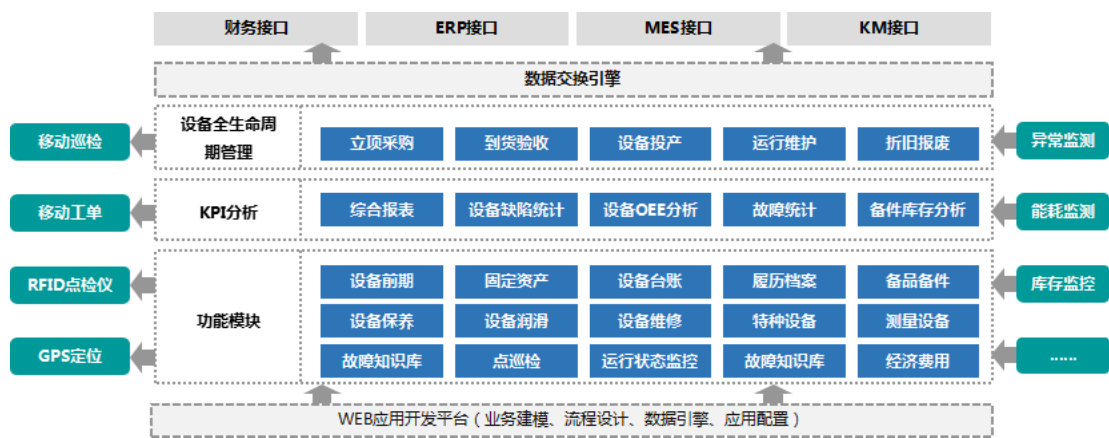 财务接口
ERP接口
MES接口
KM接口
数据交换引擎
移动巡检
设备全生命周
期管理
立项采购
到货验收
设备投产
运行维护
折旧报废
异常监测
移动工单
KPI分析
综合报表
设备缺陷统计
设备OEE分析
故障统计
备件库存分析
能耗监测
RFID点检仪
GPS定位
功能模块
设备前期
固定资产
设备台账
履历档案
备品备件
设备保养
设备润滑
设备维修
特种设备
测量设备
故障知识库
点巡检
运行状态监控
故障知识库
经济费用
库存监控
......
WEB应用开发平台（业务建模、流程设计、数据引擎、应用配置）